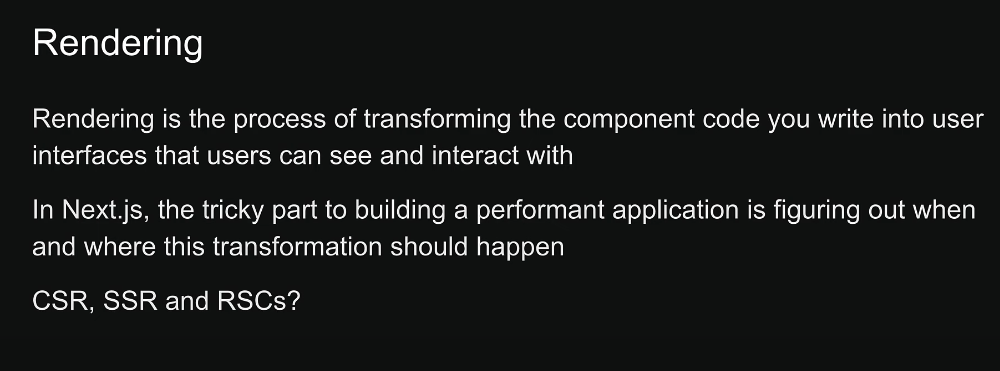 Rendering
Rendering is the process of transforming the component code you write into user
interfaces that users can see and interact with
In Next.js, the tricky part to building a performant application is figuring out when
and where this transformation should happen
CSR, SSR and RSCs?